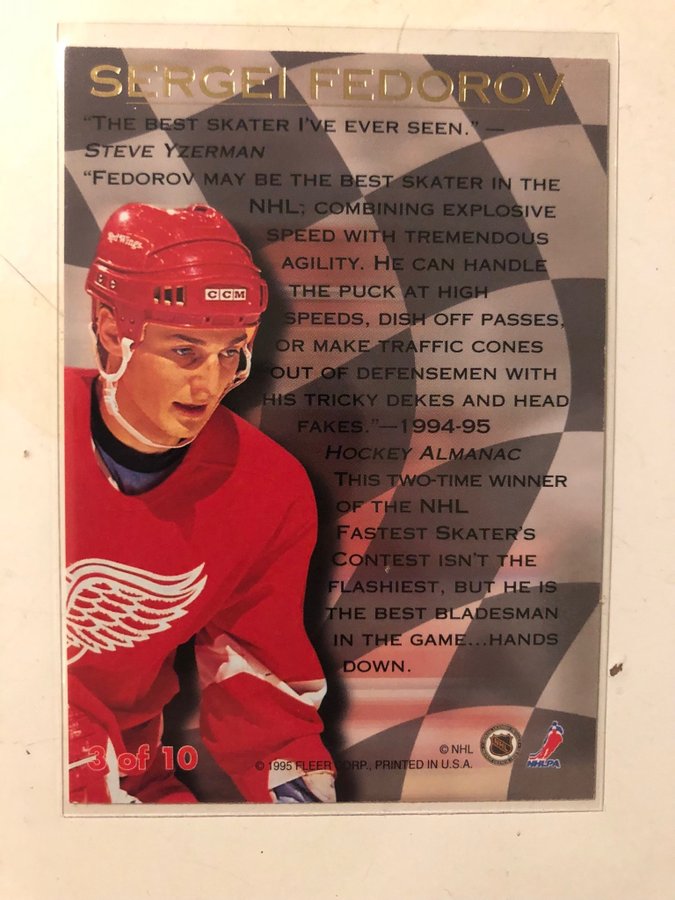 SERGEI FEDOROV
"THE BEST SKATER I'VE EVER SEEN." —
STEVE YZERMAN
"FEDOROV MAY BE THE BEST SKATER IN THE
NHL; COMBINING EXPLOSIVE
SPEED WITH TREMENDOUS
AGILITY. HE CAN HANDLE
THE PUCK AT HIGH
SPEEDS, DISH OFF PASSES,
OR MAKE TRAFFIC CONES
OUT OF DEFENSEMEN WITH
HIS TRICKY DEKES AND HEAD
FAKES."—1994-95
HOCKEY ALMANAC
THIS TWO-TIME WINNER
OF THE NHL
FASTEST SKATER'S
CONTEST ISN'T THE
FLASHIEST, BUT HE IS
THE BEST BLADESMAN
IN THE GAME...HANDS
DOWN.
Red Wings
CCM
3 of 10
© NHL
NHLPA
© 1995 FLEER CORP., PRINTED IN U.S.A.